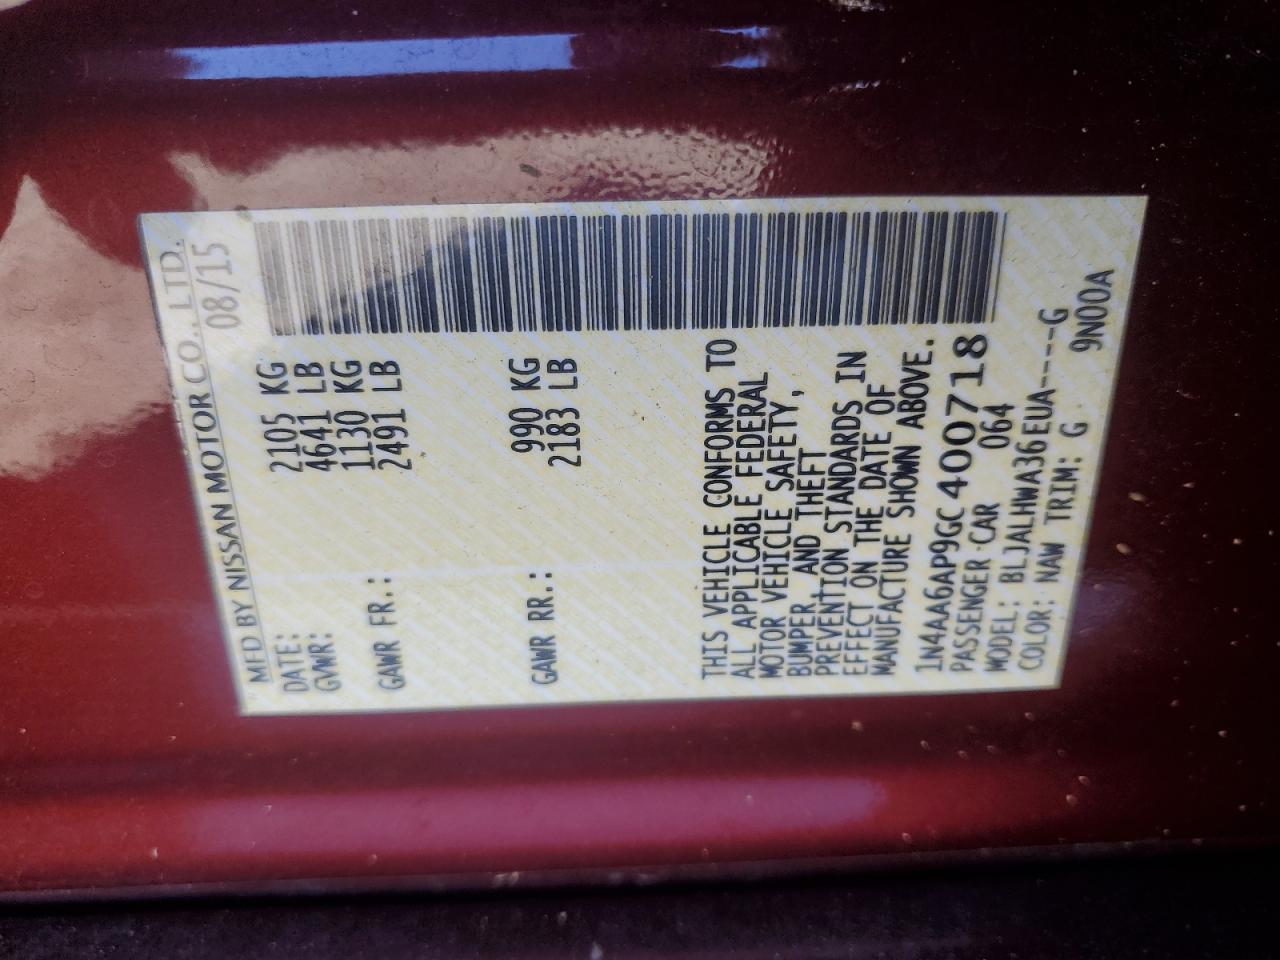 MFD BY NISSAN MOTOR CO., LTD.
DATE: 08/15
GVWR: 2105 KG
4641 LB
GAWR FR.: 1130 KG
2491 LB
GAWR RR.: 990 KG
2183 LB
THIS VEHICLE CONFORMS TO
ALL APPLICABLE FEDERAL
MOTOR VEHICLE SAFETY,
BUMPER, AND THEFT
PREVENTION STANDARDS IN
EFFECT ON THE DATE OF
MANUFACTURE SHOWN ABOVE.
1N4AA6AP9GC400718
PASSENGER CAR 064
MODEL: BLJALHWA36EUA----G
COLOR: NAW TRIM: G 9N00A